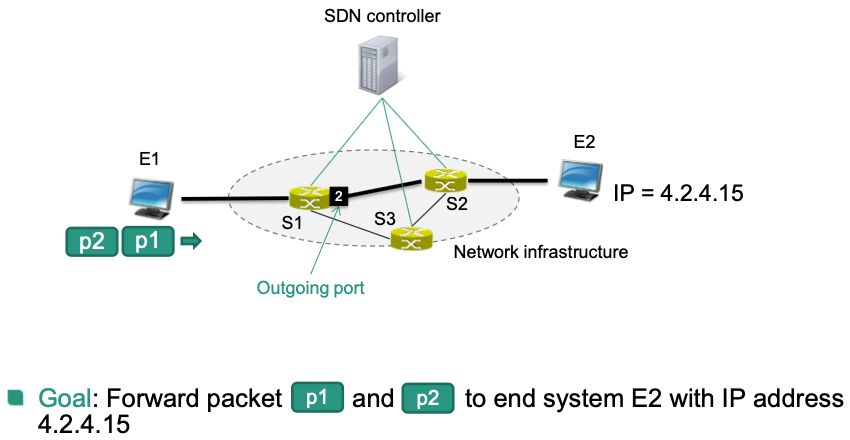 SDN controller
E1
E2
2
IP = 4.2.4.15
S2
S1
S3
p2 p1
Network infrastructure
Outgoing port
Goal: Forward packet p1 and p2 to end system E2 with IP address
4.2.4.15